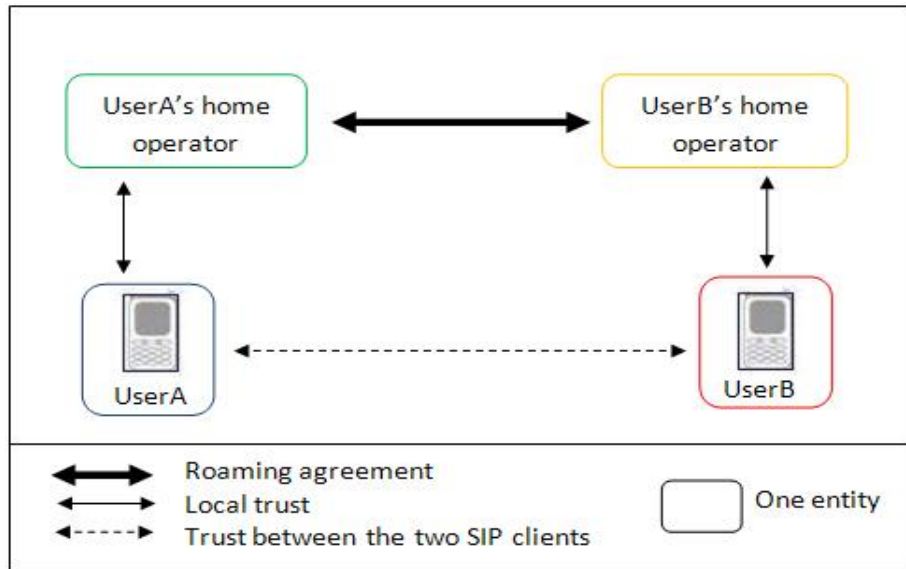 UserA's home
operator
UserB's home
operator
UserA
UserB
Roaming agreement
Local trust
Trust between the two SIP clients
One entity